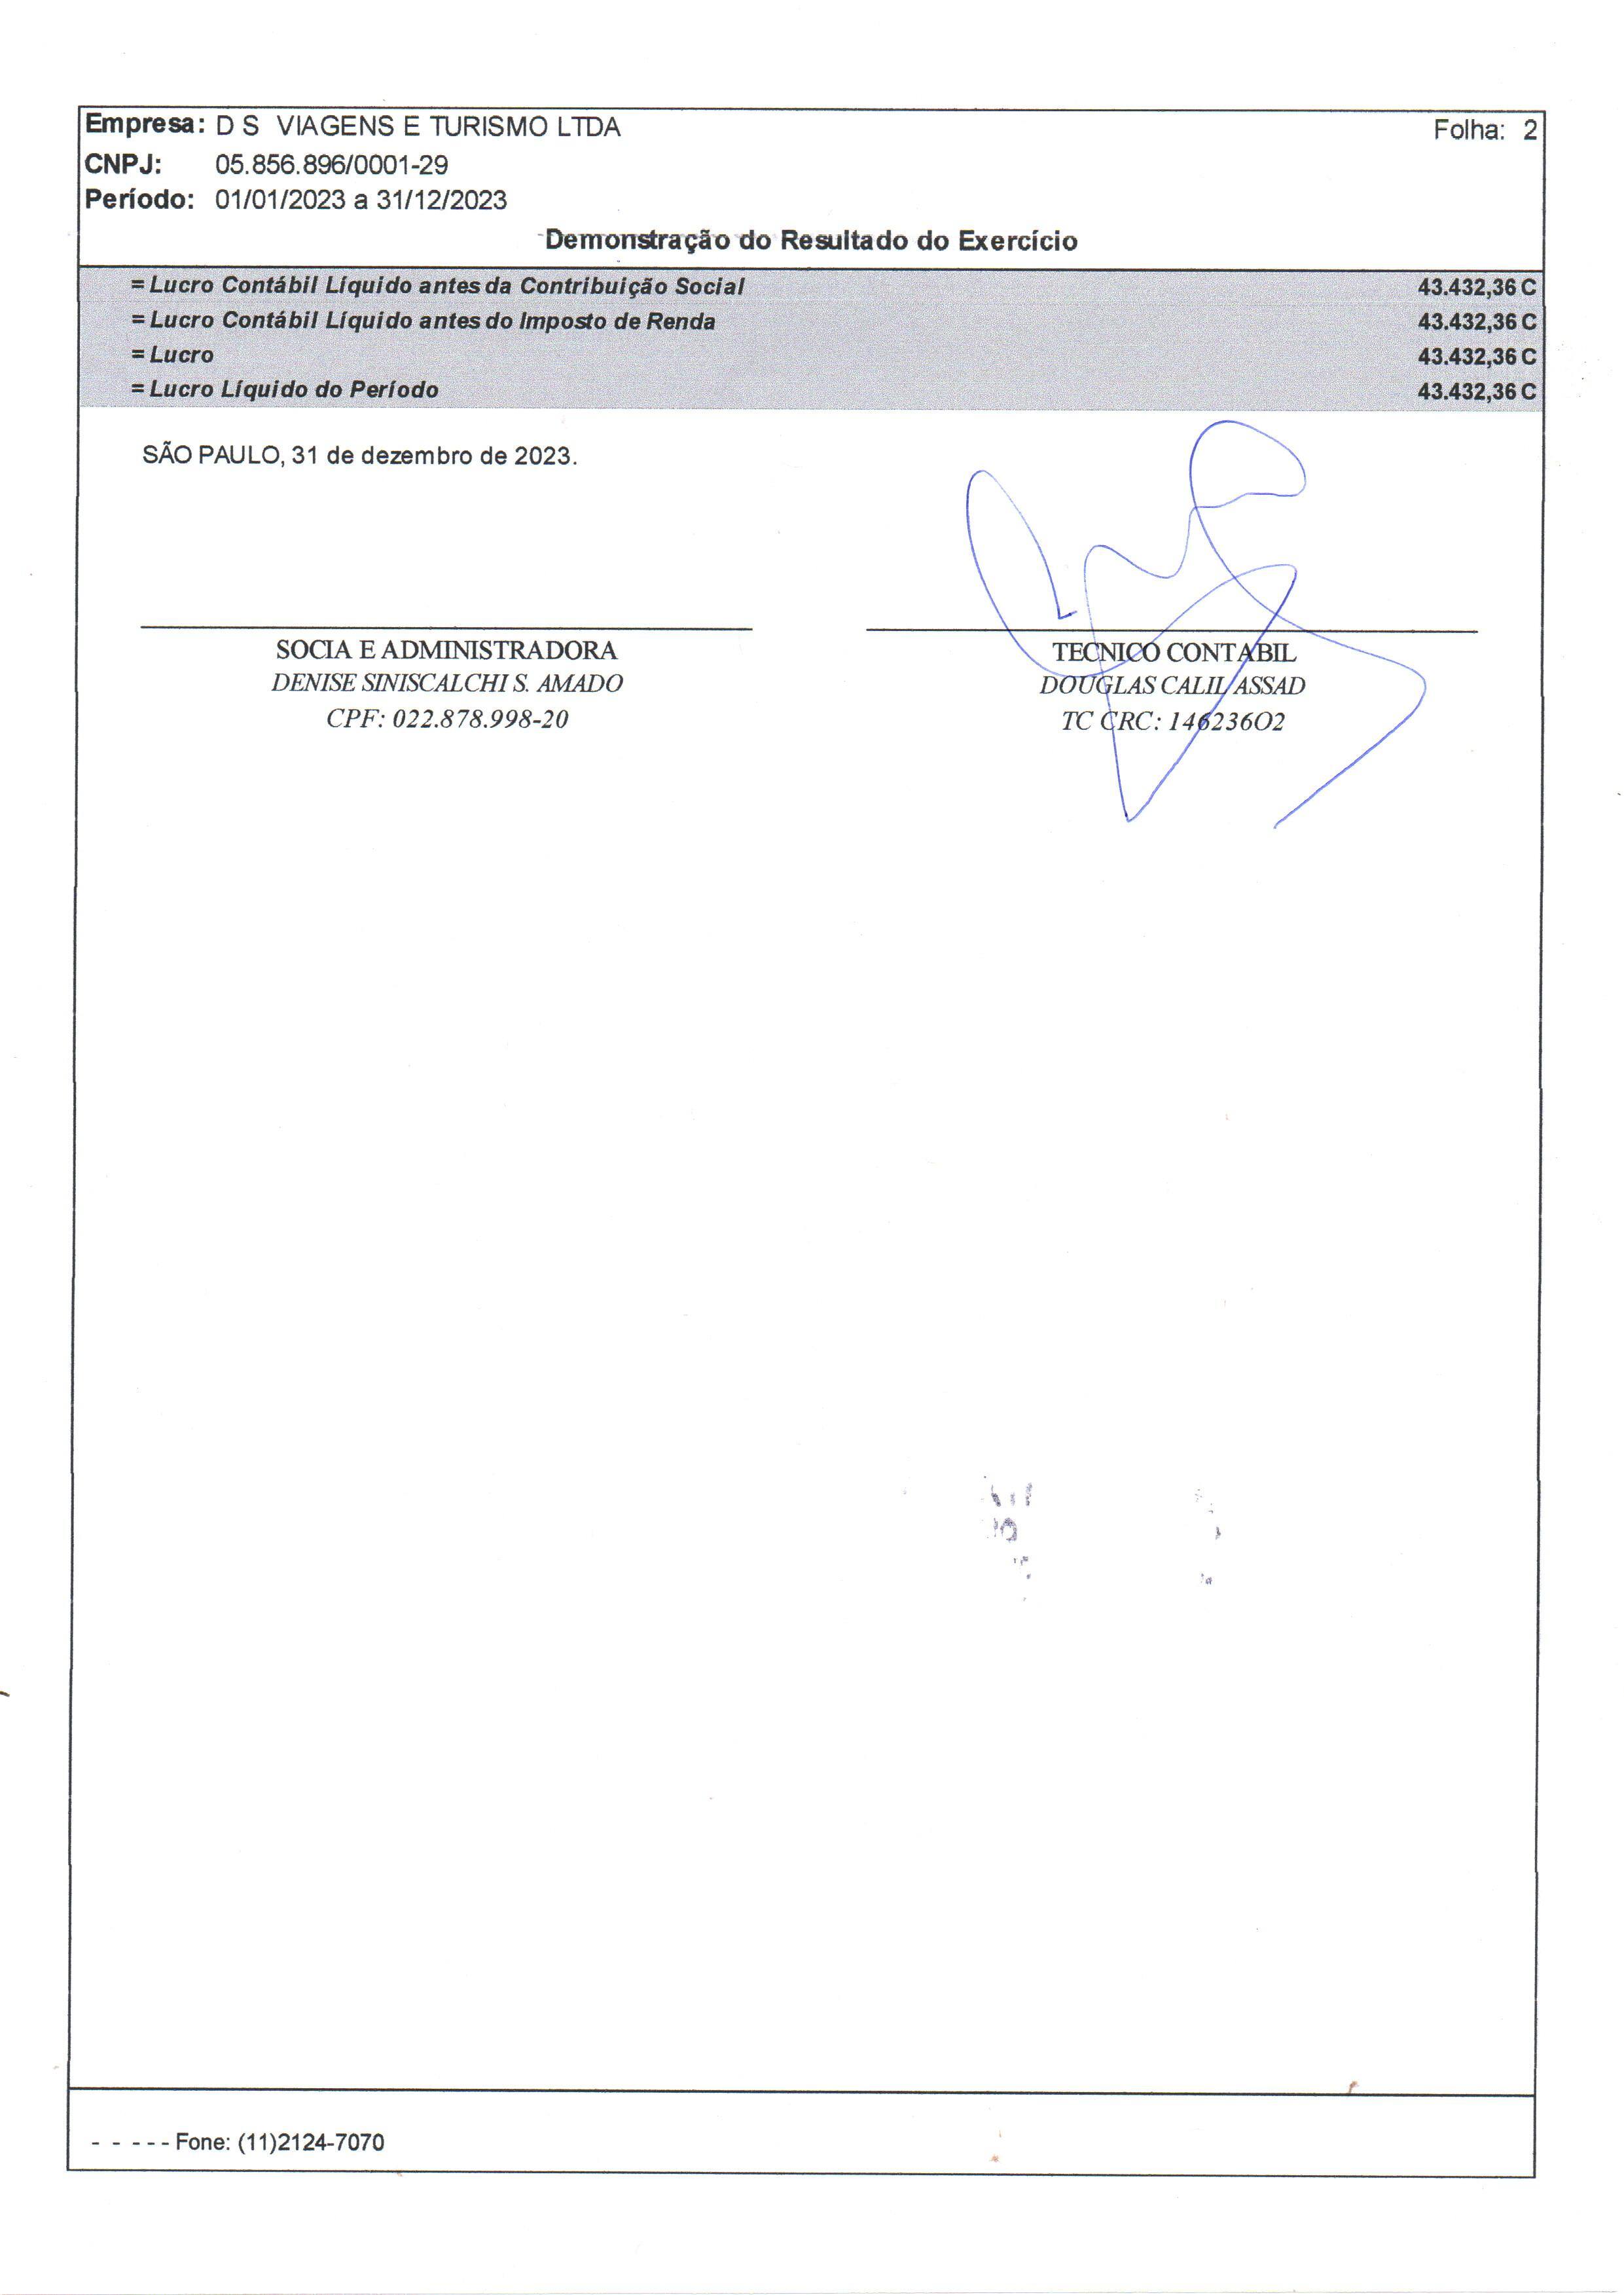 Empresa: D S VIAGENS E TURISMO LTDA Folha: 2
CNPJ: 05.856.896/0001-29
Período: 01/01/2023 a 31/12/2023
Demonstração do Resultado do Exercício
= Lucro Contábil Líquido antes da Contribuição Social 43.432,36 C
= Lucro Contábil Líquido antes do Imposto de Renda 43.432,36 C
= Lucro 43.432,36 C
= Lucro Líquido do Período 43.432,36 C
SÃO PAULO, 31 de dezembro de 2023.
SOCIA E ADMINISTRADORA TECNICO CONTABIL
DENISE SINISCALCHI S. AMADO DOUGLAS CALIL ASSAD
CPF: 022.878.998-20 TC CRC: 146236O2
- - - - - Fone: (11)2124-7070